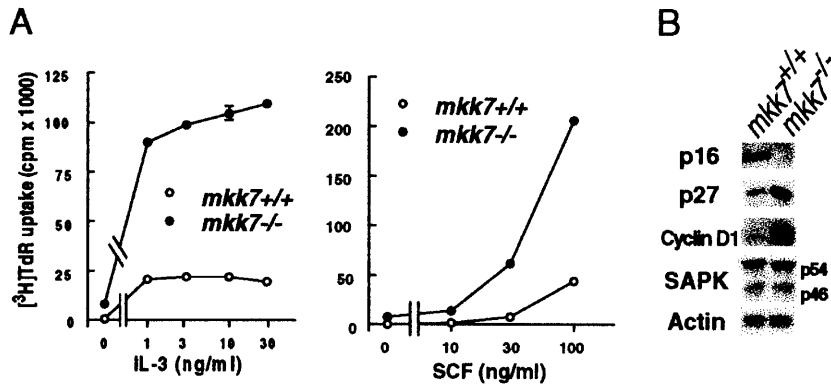 A
[³H]TdR uptake (cpm x 1000)
125
100
75
50
25
0
mkk7+/+
mkk7-/-
0 1 3 10 30
IL-3 (ng/ml)
250
200
150
100
50
0
mkk7+/+
mkk7-/-
0 10 30 100
SCF (ng/ml)
B
mkk7+/+
mkk7-/-
p16
p27
Cyclin D1
SAPK
p54
p46
Actin